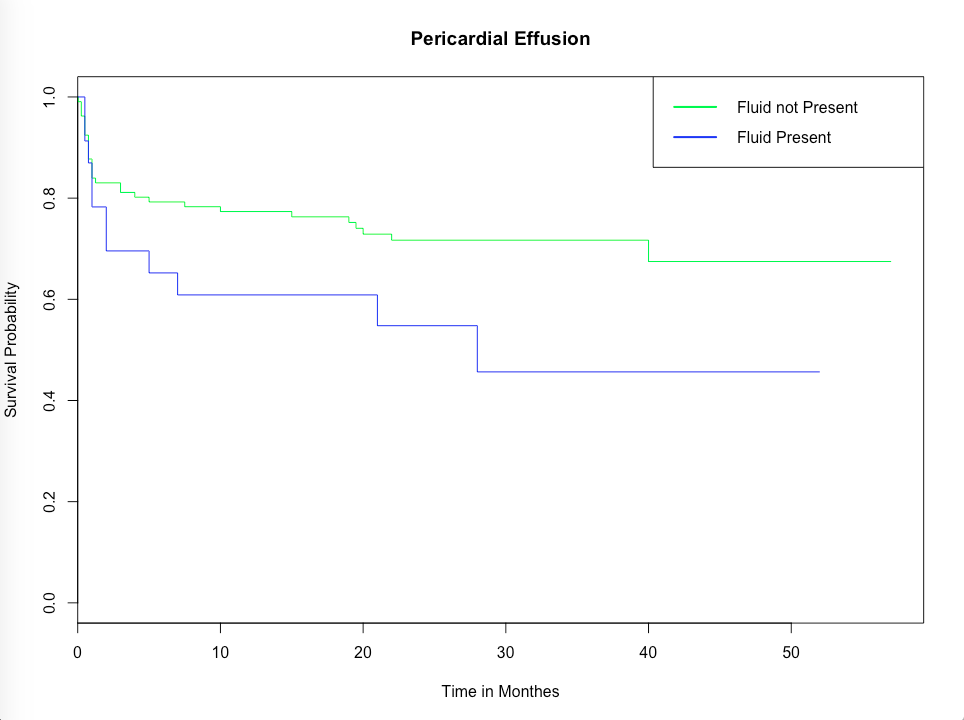 Pericardial Effusion
Fluid not Present
Fluid Present
Survival Probability
1.0
0.8
0.6
0.4
0.2
0.0
0 10 20 30 40 50
Time in Monthes